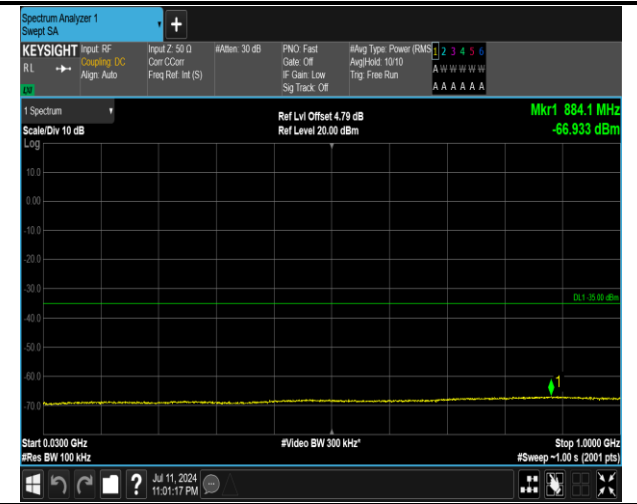 Spectrum Analyzer 1
Swept SA
+
KEYSIGHT
RL
Input: RF
Coupling: DC
Align: Auto
Input Z: 50 Ω
Corr CCorr
Freq Ref: Int (S)
#Atten: 30 dB
PNO: Fast
Gate: Off
IF Gain: Low
Sig Track: Off
#Avg Type: Power (RMS
Avg|Hold: 10/10
Trig: Free Run
1 2 3 4 5 6
A W W W W W
A A A A A A
1 Spectrum
Scale/Div 10 dB
Log
Ref Lvl Offset 4.79 dB
Ref Level 20.00 dBm
Mkr1 884.1 MHz
-66.933 dBm
10.0
0.00
-10.0
-20.0
-30.0
DL1 -35.00 dBm
-40.0
-50.0
-60.0
1
-70.0
Start 0.0300 GHz
#Res BW 100 kHz
#Video BW 300 kHz*
Stop 1.0000 GHz
#Sweep ~1.00 s (2001 pts)
?
Jul 11, 2024
11:01:17 PM